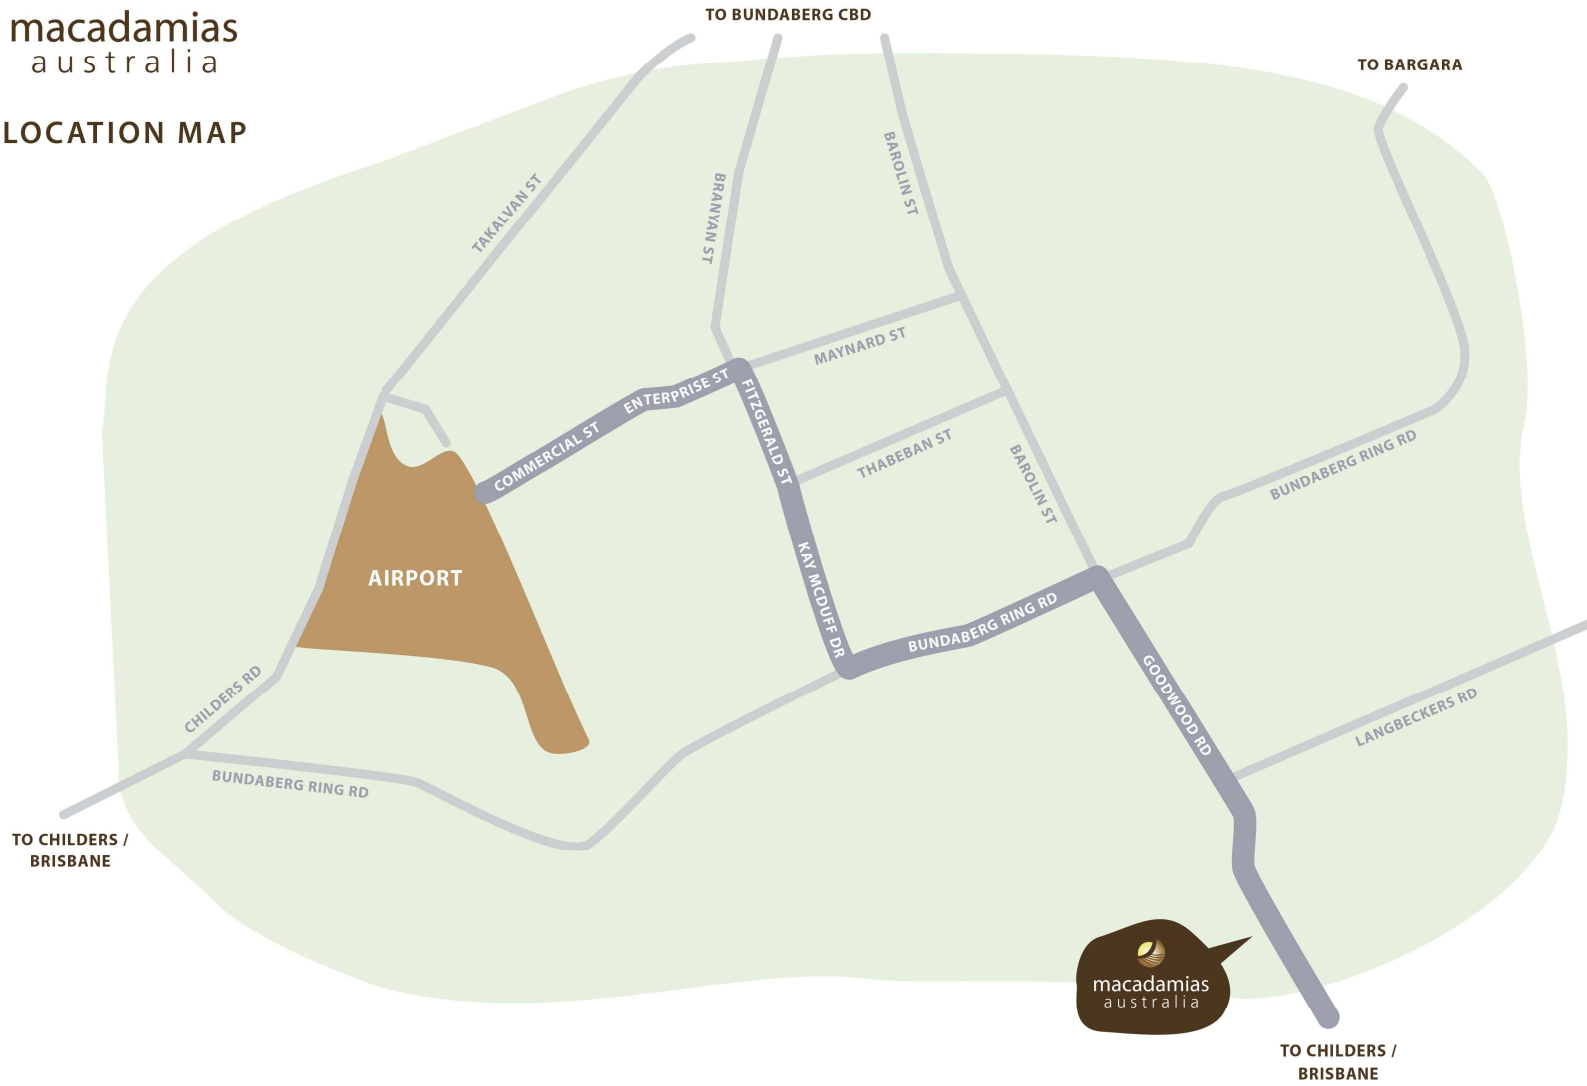 macadamias
australia
LOCATION MAP
TO BUNDABERG CBD
TO BARGARA
TAKALVAN ST
BRANYAN ST
BAROLIN ST
MAYNARD ST
ENTERPRISE ST
COMMERCIAL ST
FITZGERALD ST
THABEBAN ST
BAROLIN ST
BUNDABERG RING RD
AIRPORT
KAY MCDUFF DR
BUNDABERG RING RD
GOODWOOD RD
LANGBECKERS RD
CHILDERS RD
BUNDABERG RING RD
TO CHILDERS /
BRISBANE
macadamias
australia
TO CHILDERS /
BRISBANE